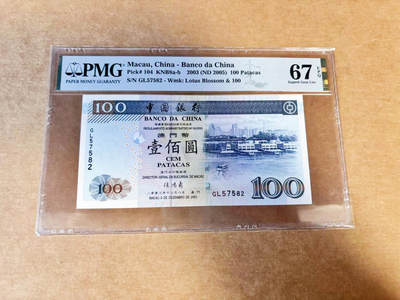 PMG
PAPER MONEY GUARANTY
Macau, China - Banco da China
Pick# 104 KNB8a-b 2003 (ND 2005) 100 Patacas
S/N GL57582 - Wmk: Lotus Blossom & 100
67 EPQ
Superb Gem Unc
100
中國銀行
BANCO DA CHINA
GL57582
澳門幣
壹佰圓
CEM
PATACAS
100
GL57582
100